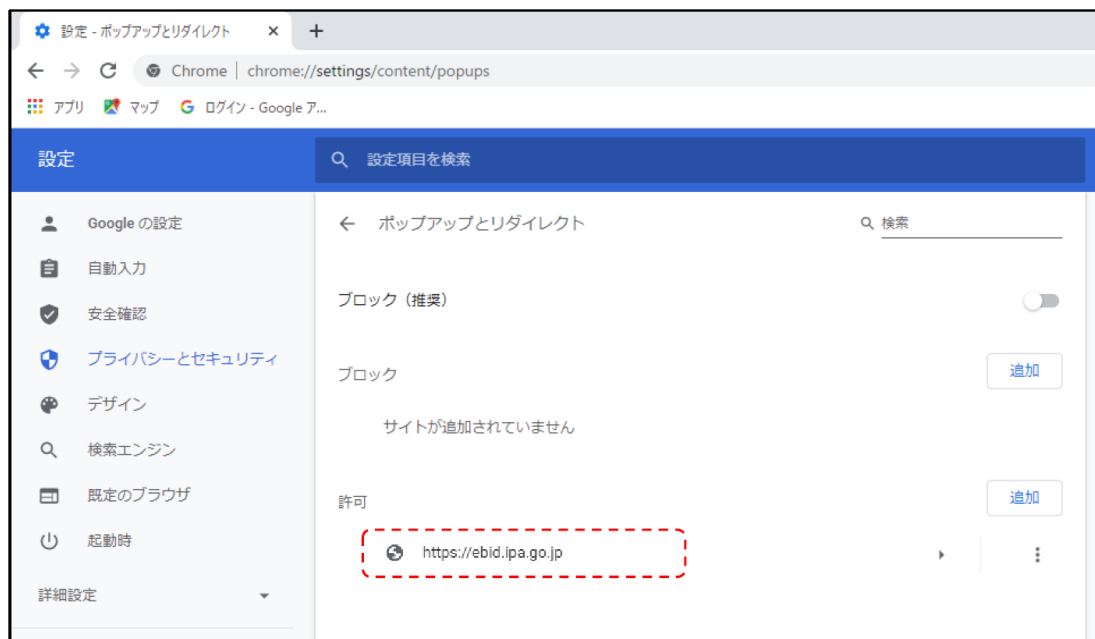 設定 - ポップアップとリダイレクト
Chrome | chrome://settings/content/popups
アプリ マップ ログイン - Google ア...
設定
設定項目を検索
Google の設定
自動入力
安全確認
プライバシーとセキュリティ
デザイン
検索エンジン
既定のブラウザ
起動時
詳細設定
ポップアップとリダイレクト
検索
ブロック（推奨）
ブロック
追加
サイトが追加されていません
許可
追加
https://ebid.ipa.go.jp